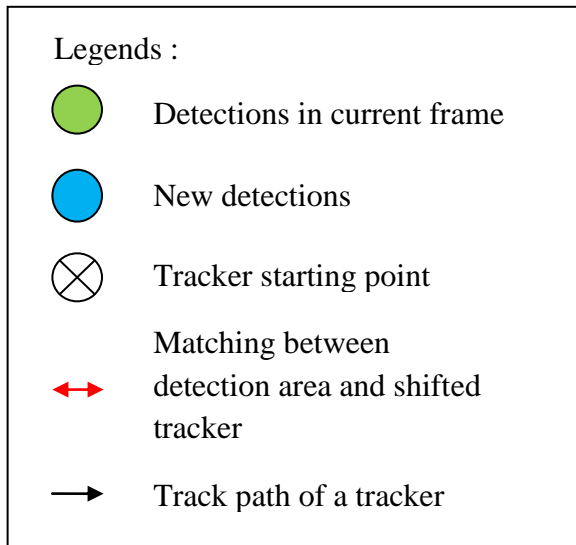 Legends :
Detections in current frame
New detections
Tracker starting point
Matching between
detection area and shifted
tracker
Track path of a tracker